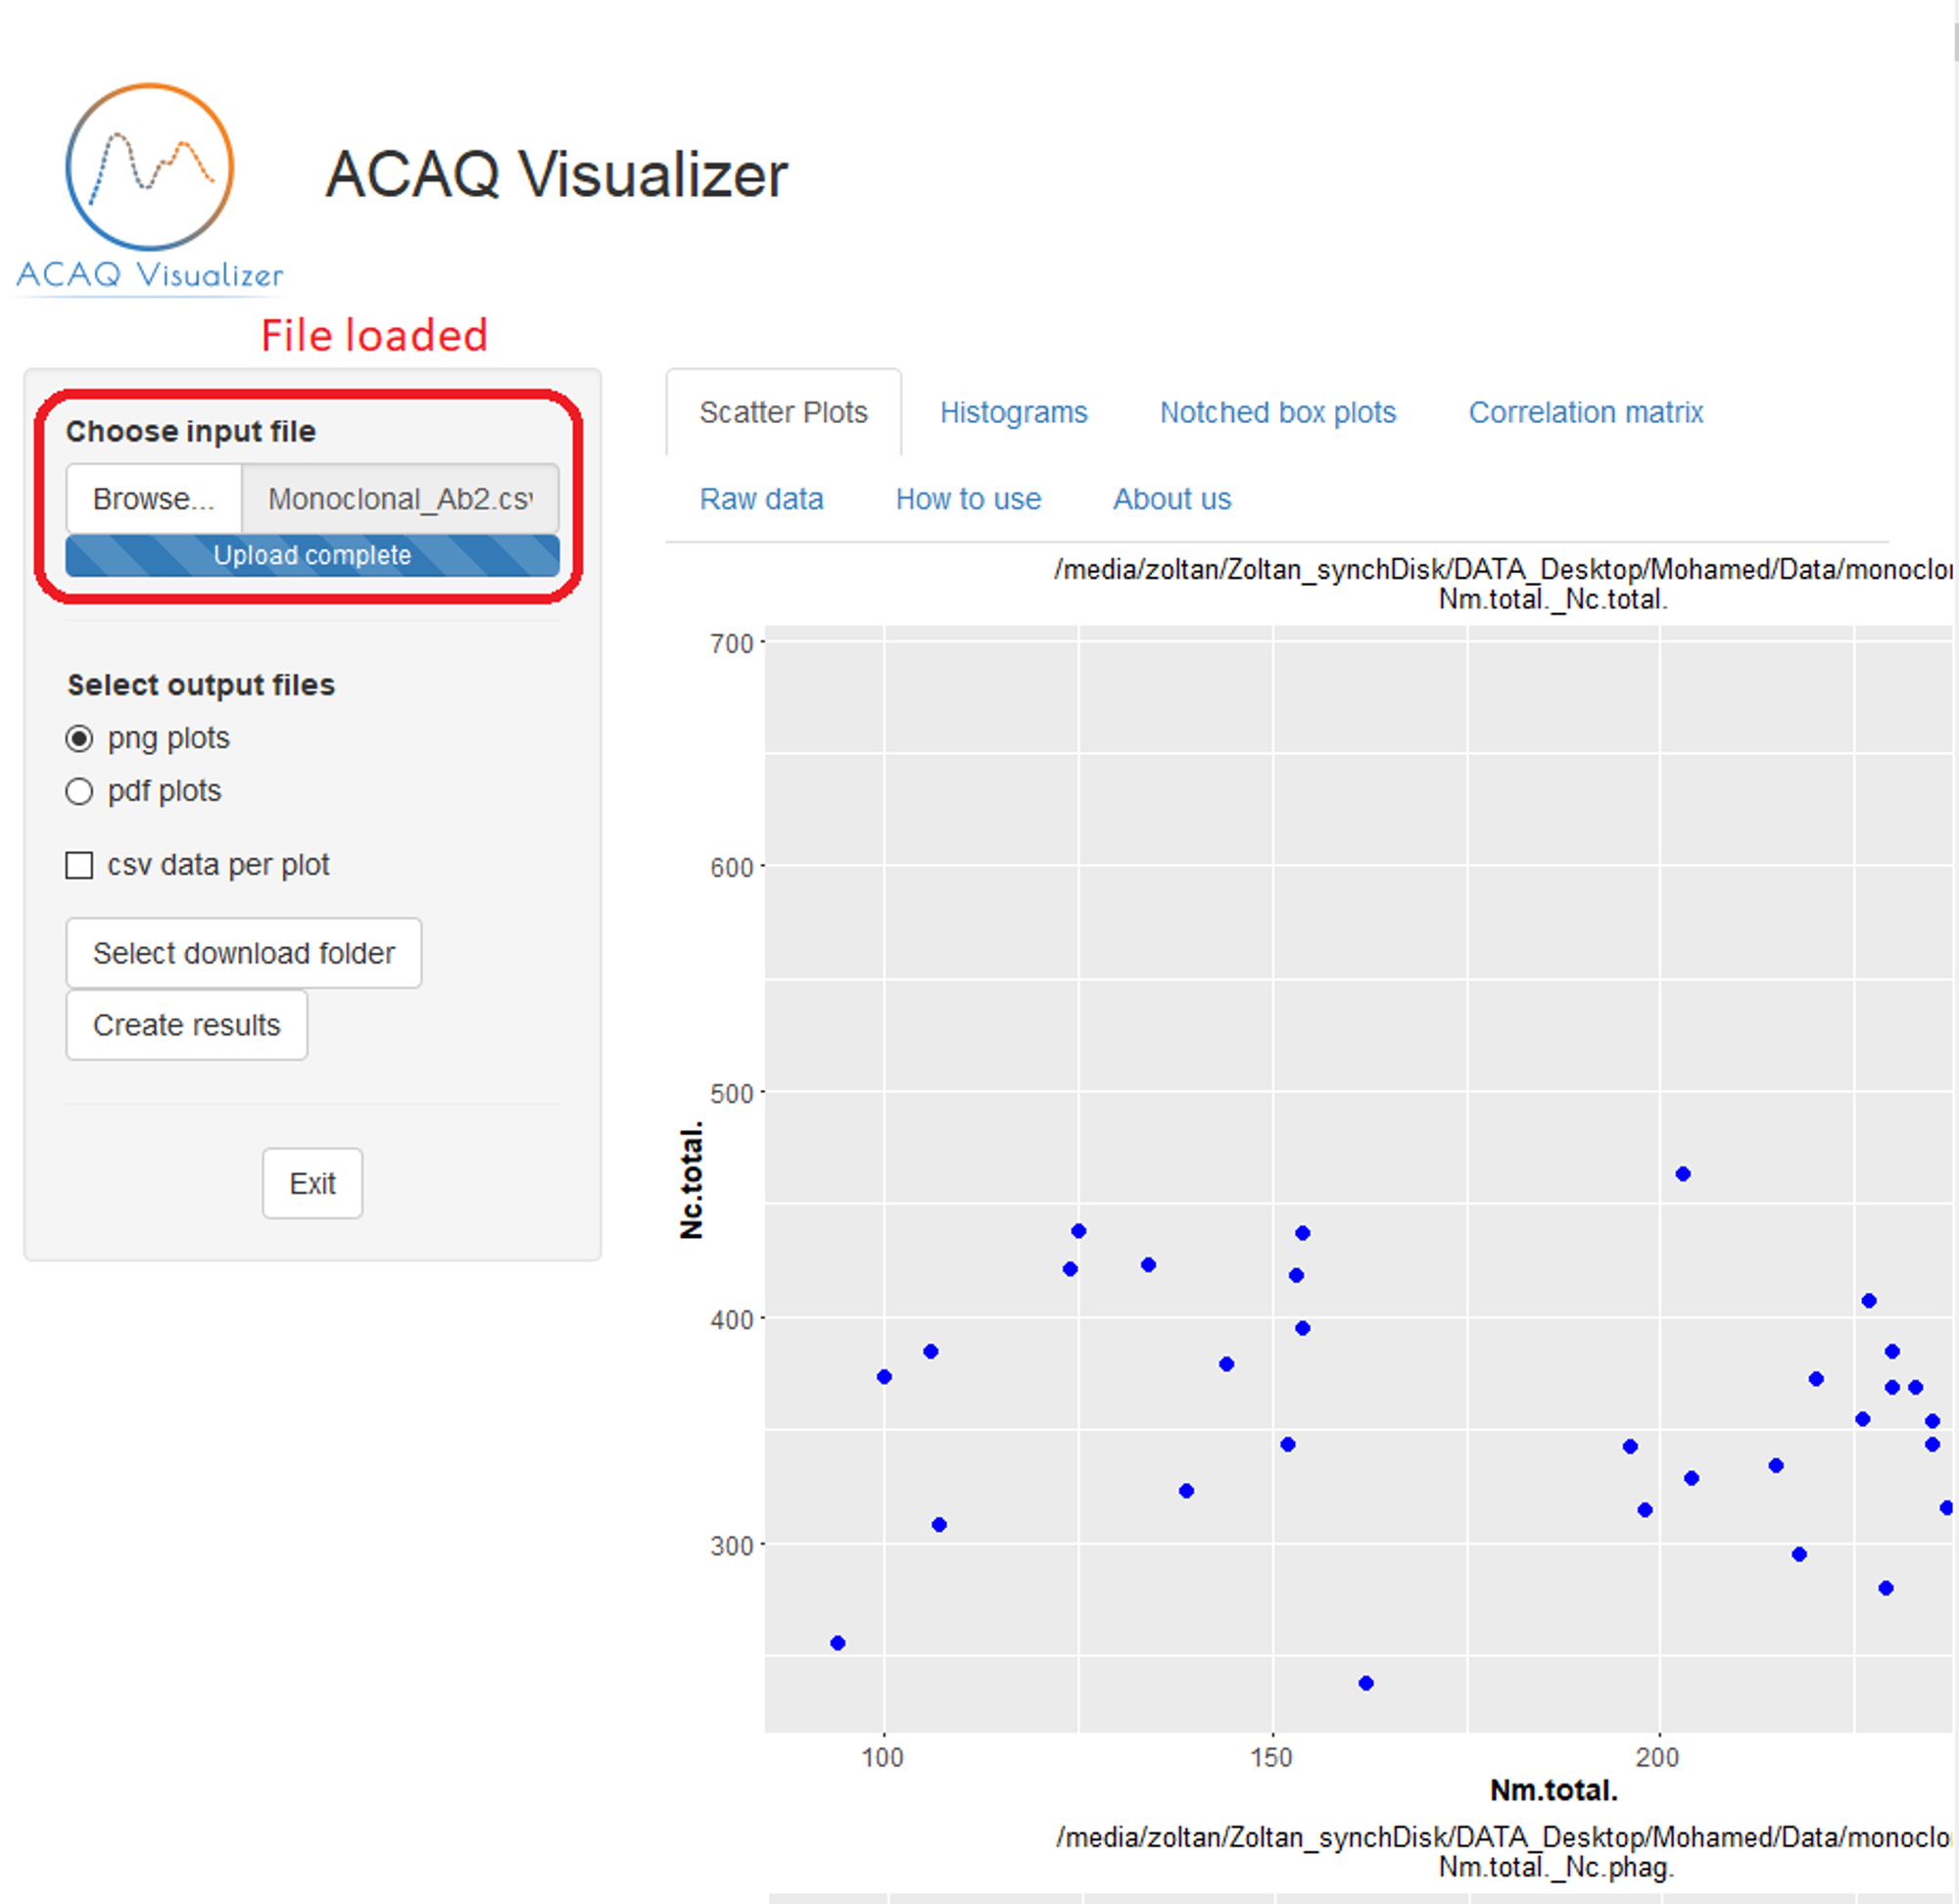 ACAQ Visualizer
ACAQ Visualizer
File loaded
Choose input file
Browse...
Monoclonal_Ab2.cs
Upload complete
Select output files
png plots
pdf plots
csv data per plot
Select download folder
Create results
Exit
Scatter Plots
Histograms
Notched box plots
Correlation matrix
Raw data
How to use
About us
/media/zoltan/Zoltan_synchDisk/DATA_Desktop/Mohamed/Data/monoclo
Nm.total._Nc.total.
700
600
500
400
300
Nc.total.
100
150
200
Nm.total.
/media/zoltan/Zoltan_synchDisk/DATA_Desktop/Mohamed/Data/monoclo
Nm.total._Nc.phag.